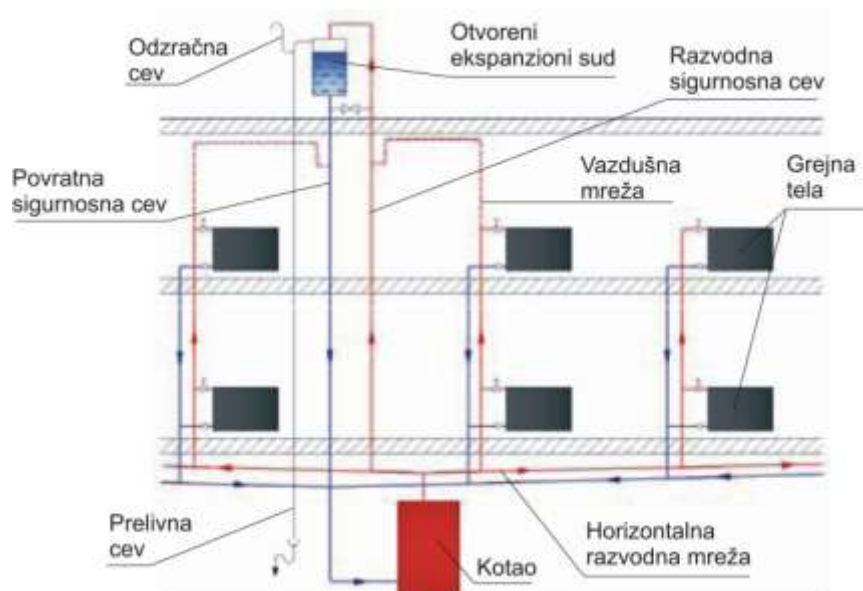 Odzračna
cev
Otvoreni
ekspanzioni sud
Razvodna
sigurnosna cev
Povratna
sigurnosna cev
Vazdušna
mreža
Grejna
tela
Prelivna
cev
Kotao
Horizontalna
razvodna mreža